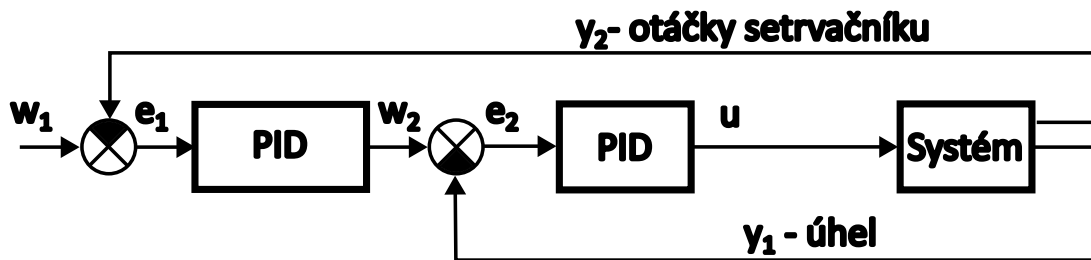 y₂- otáčky setrvačníku
w₁
e₁
PID
w₂
e₂
PID
u
Systém
y₁ - úhel